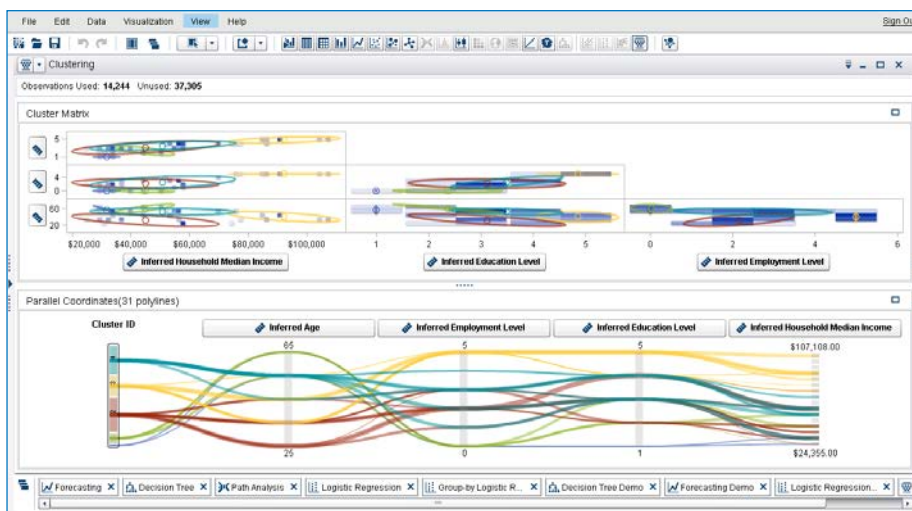 File Edit Data Visualization View Help Sign Ou
Clustering
Observations Used: 14,244 Unused: 37,305
Cluster Matrix
5
1
4
0
60
20
$20,000 $40,000 $60,000 $80,000 $100,000 1 2 3 4 5 0 2 4 6
Inferred Household Median Income Inferred Education Level Inferred Employment Level
Parallel Coordinates(31 polylines)
Cluster ID Inferred Age Inferred Employment Level Inferred Education Level Inferred Household Median Income
65 5 5 $107,108.00
25 0 1 $24,355.00
Forecasting Decision Tree Path Analysis Logistic Regression Group-by Logistic R... Decision Tree Demo Forecasting Demo Logistic Regression...